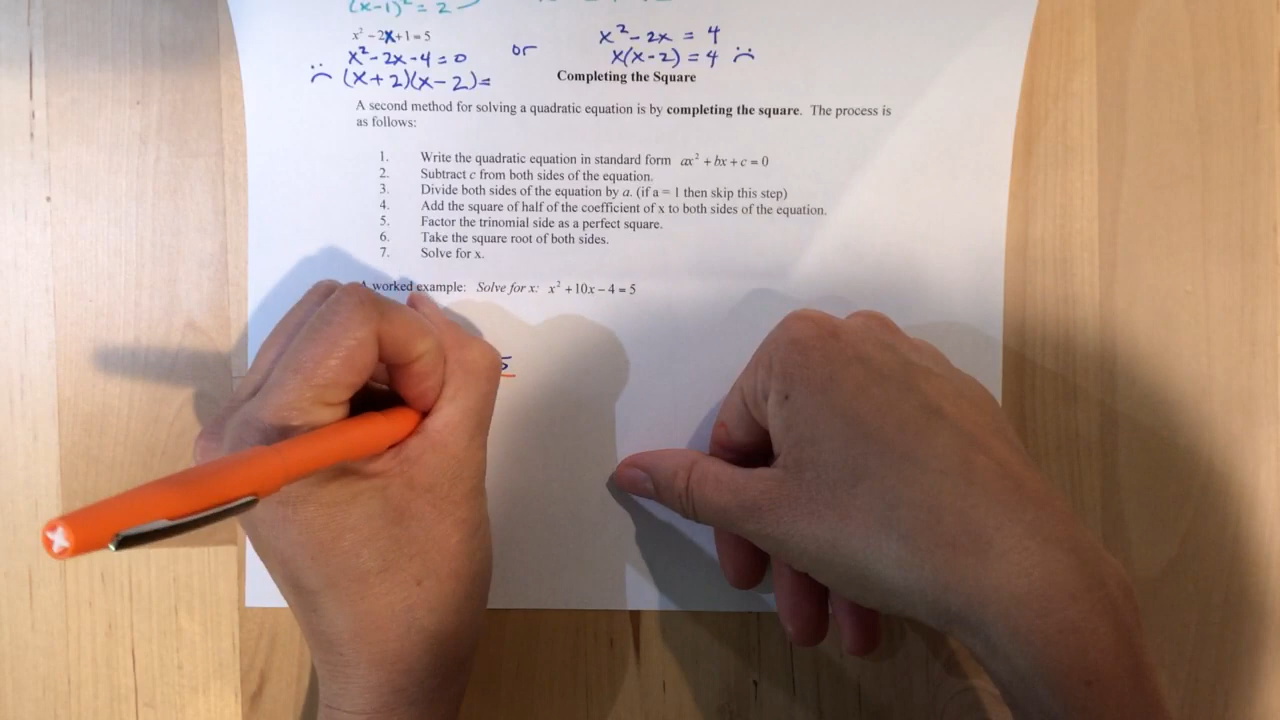 (x-1)² = 2
x² - 2x + 1 = 5
x² - 2x - 4 = 0 or x² - 2x = 4
(x+2)(x-2)= x(x-2) = 4
Completing the Square
A second method for solving a quadratic equation is by completing the square. The process is
as follows:
1. Write the quadratic equation in standard form ax² + bx + c = 0
2. Subtract c from both sides of the equation.
3. Divide both sides of the equation by a. (if a = 1 then skip this step)
4. Add the square of half of the coefficient of x to both sides of the equation.
5. Factor the trinomial side as a perfect square.
6. Take the square root of both sides.
7. Solve for x.
worked example: Solve for x: x² + 10x - 4 = 5
5